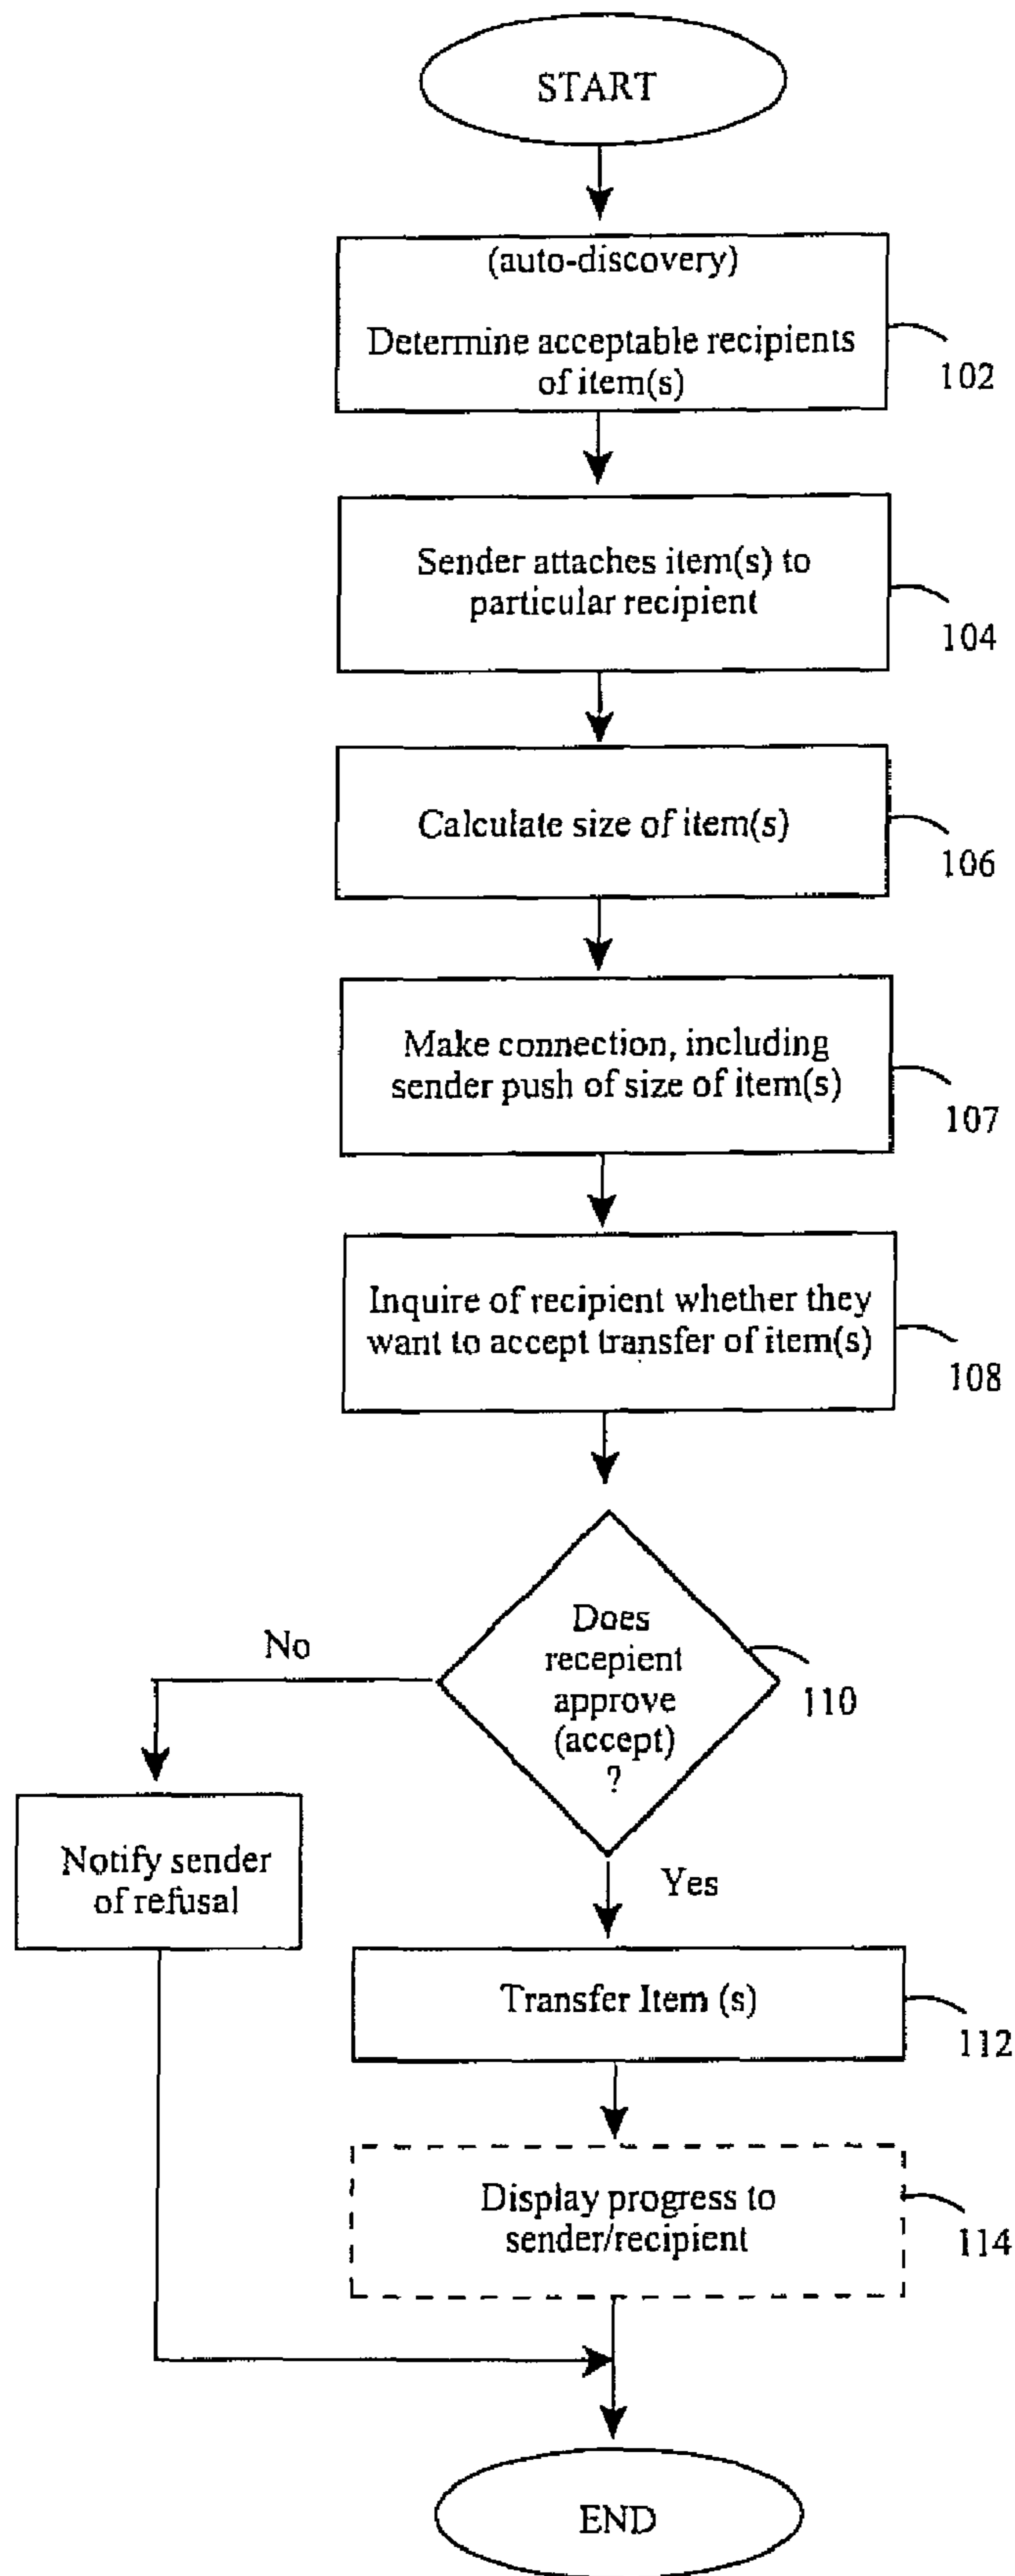 START
(auto-discovery)
Determine acceptable recipients
of item(s)
102
Sender attaches item(s) to
particular recipient
104
Calculate size of item(s)
106
Make connection, including
sender push of size of item(s)
107
Inquire of recipient whether they
want to accept transfer of item(s)
108
Does
recepient
approve
(accept)
?
110
No
Notify sender
of refusal
Yes
Transfer Item (s)
112
Display progress to
sender/recipient
114
END